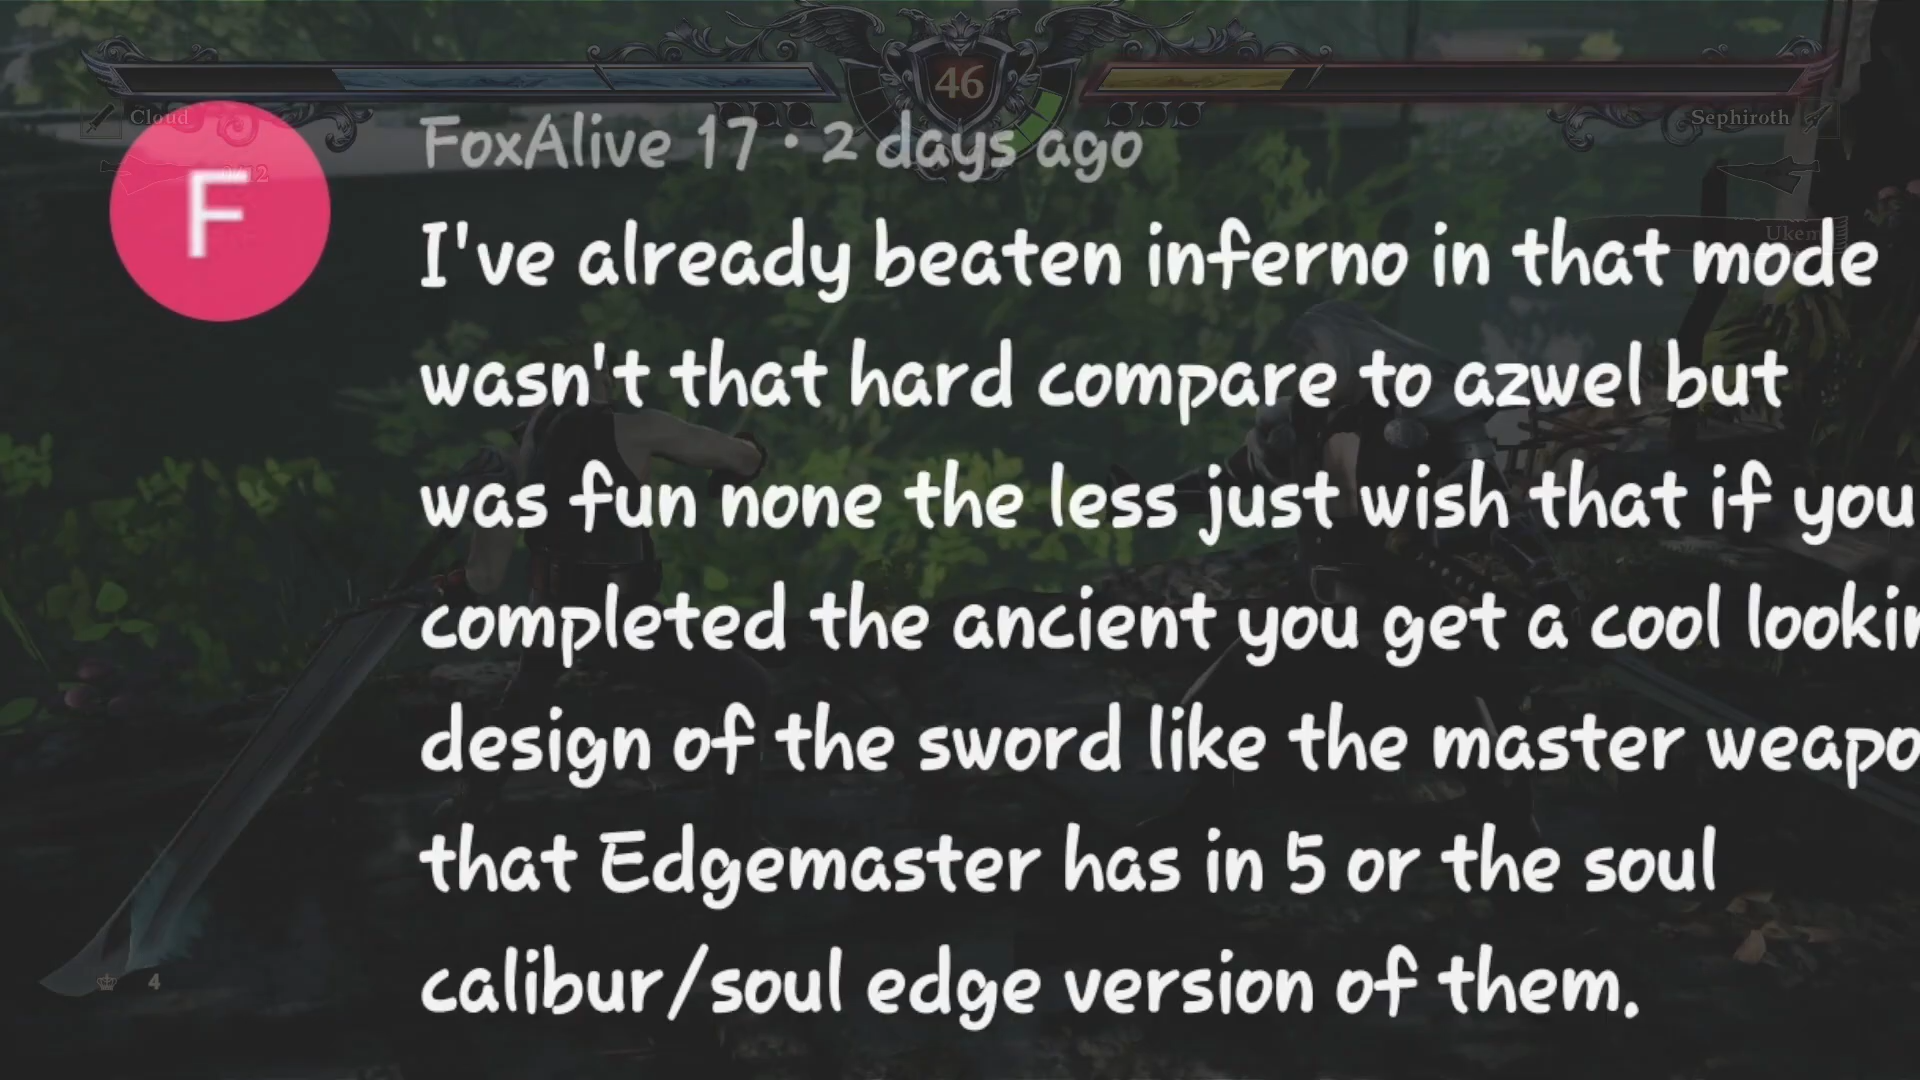 46
Cloud
Sephiroth
FoxAlive 17 • 2 days ago
F
Ukem
I've already beaten inferno in that mode
wasn't that hard compare to azwel but
was fun none the less just wish that if you
completed the ancient you get a cool lookin
design of the sword like the master weapo
that Edgemaster has in 5 or the soul
calibur/soul edge version of them.
4